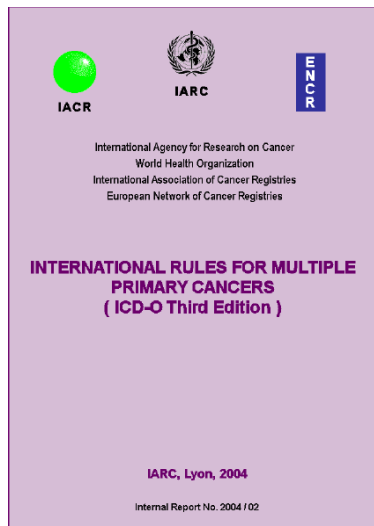 IACR
IARC
ENCR
International Agency for Research on Cancer
World Health Organization
International Association of Cancer Registries
European Network of Cancer Registries
INTERNATIONAL RULES FOR MULTIPLE
PRIMARY CANCERS
( ICD-O Third Edition )
IARC, Lyon, 2004
Internal Report No. 2004 / 02